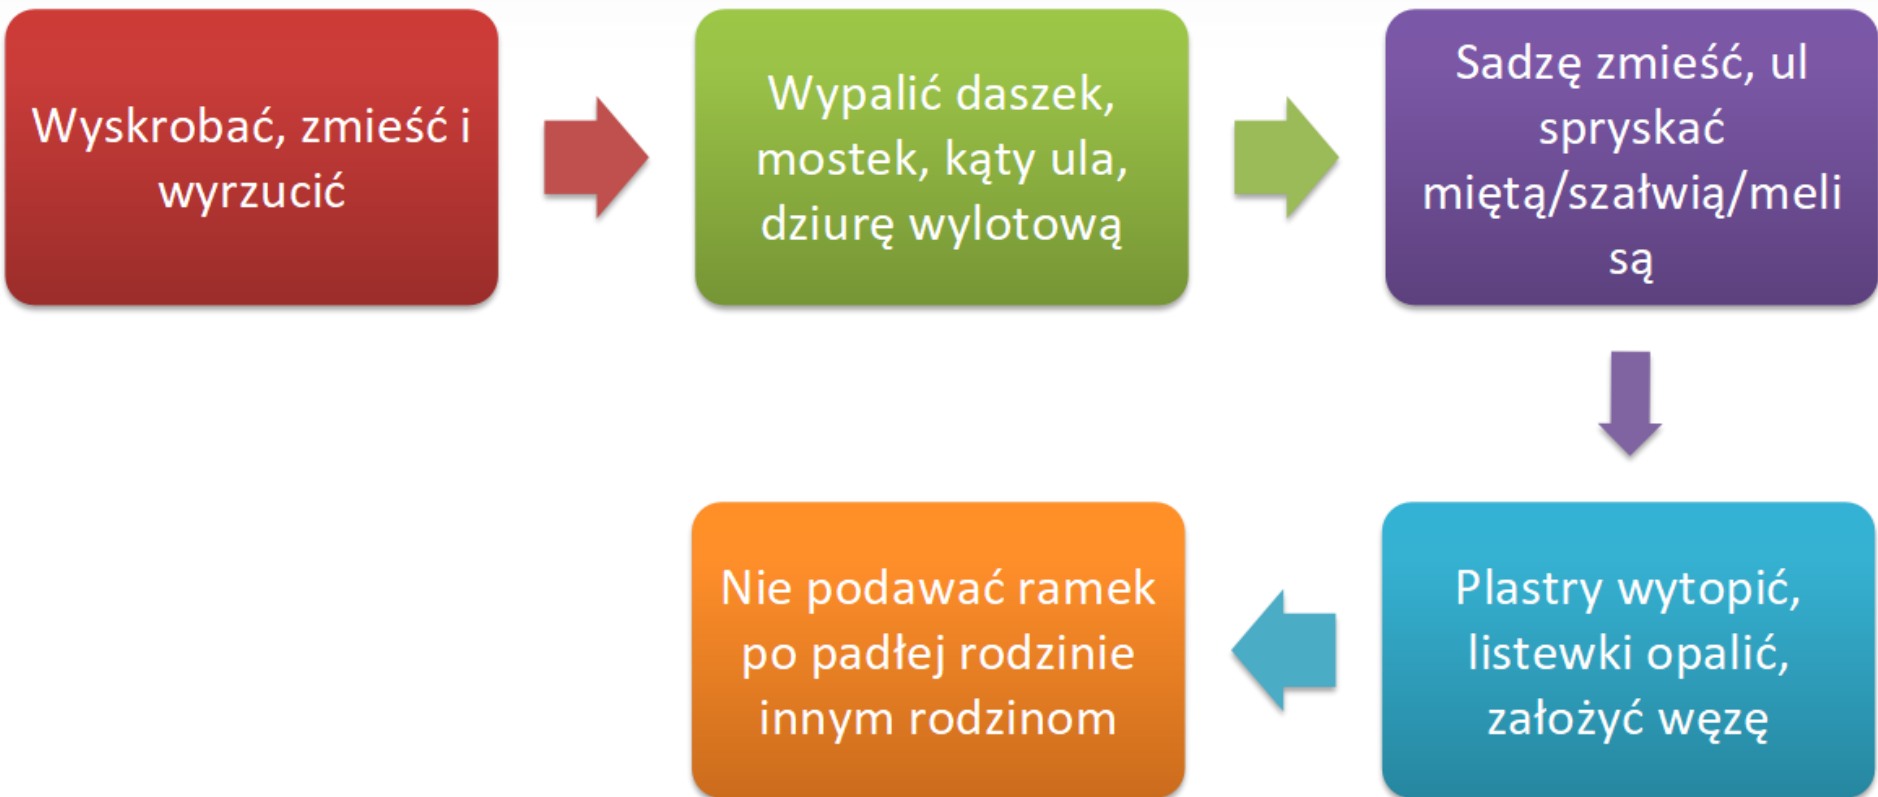 Wyskrobać, zmieść i
wyrzucić
Wypalić daszek,
mostek, kąty ula,
dziurę wylotową
Sadzę zmieść, ul
spryskać
miętą/szałwią/meli
są
Plastry wytopić,
listewki opalić,
założyć węzę
Nie podawać ramek
po padłej rodzinie
innym rodzinom